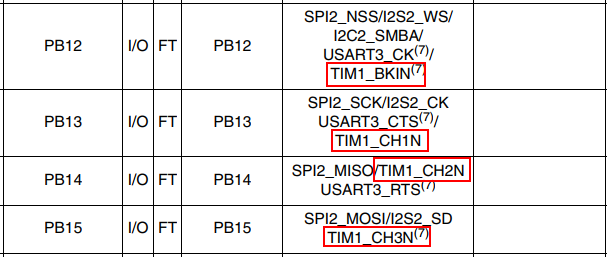 SPI2_NSS/I2S2_WS/
I2C2_SMBA/
PB12 I/O FT PB12 USART3_CK(7)/
TIM1_BKIN(7)
SPI2_SCK/I2S2_CK
PB13 I/O FT PB13 USART3_CTS(7)/
TIM1_CH1N
PB14 I/O FT PB14 SPI2_MISO/TIM1_CH2N
USART3_RTS(7)
PB15 I/O FT PB15 SPI2_MOSI/I2S2_SD
TIM1_CH3N(7)